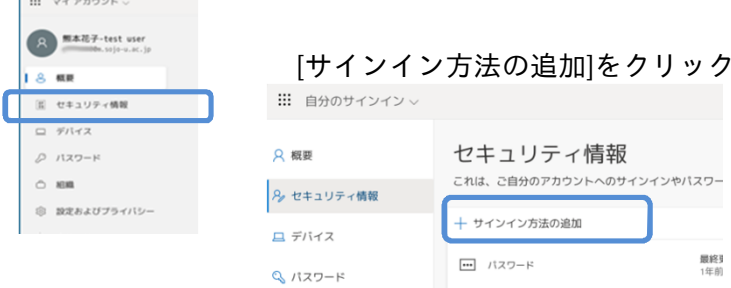 マイ アカウント
熊本花子-test user
sojo-u.ac.jp
概要
セキュリティ情報
デバイス
パスワード
組織
設定およびプライバシー
[サインイン方法の追加]をクリック
自分のサインイン
概要
セキュリティ情報
デバイス
パスワード
セキュリティ情報
これは、ご自分のアカウントへのサインインやパスワー
サインイン方法の追加
パスワード
最終更
1年前